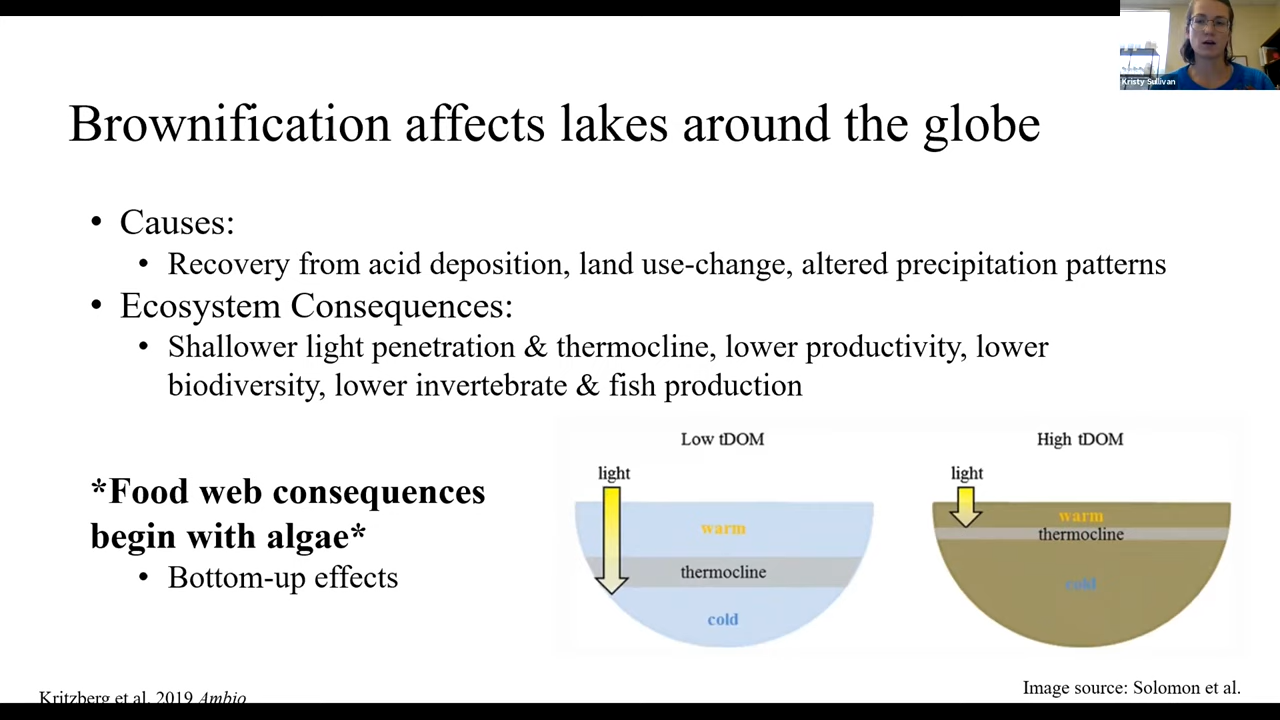 Kristy Sullivan
Brownification affects lakes around the globe
• Causes:
• Recovery from acid deposition, land use-change, altered precipitation patterns
• Ecosystem Consequences:
• Shallower light penetration & thermocline, lower productivity, lower
biodiversity, lower invertebrate & fish production
*Food web consequences
begin with algae*
• Bottom-up effects
Low tDOM
light
warm
thermocline
cold
High tDOM
light
warm
thermocline
cold
Kritzberg et al. 2019 Ambio
Image source: Solomon et al.